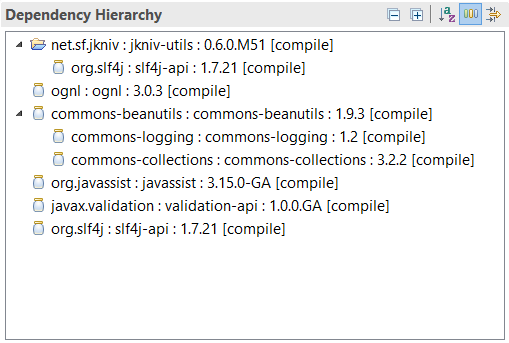 Dependency Hierarchy
net.sf.jkniv : jkniv-utils : 0.6.0.M51 [compile]
org.slf4j : slf4j-api : 1.7.21 [compile]
ognl : ognl : 3.0.3 [compile]
commons-beanutils : commons-beanutils : 1.9.3 [compile]
commons-logging : commons-logging : 1.2 [compile]
commons-collections : commons-collections : 3.2.2 [compile]
org.javassist : javassist : 3.15.0-GA [compile]
javax.validation : validation-api : 1.0.0.GA [compile]
org.slf4j : slf4j-api : 1.7.21 [compile]